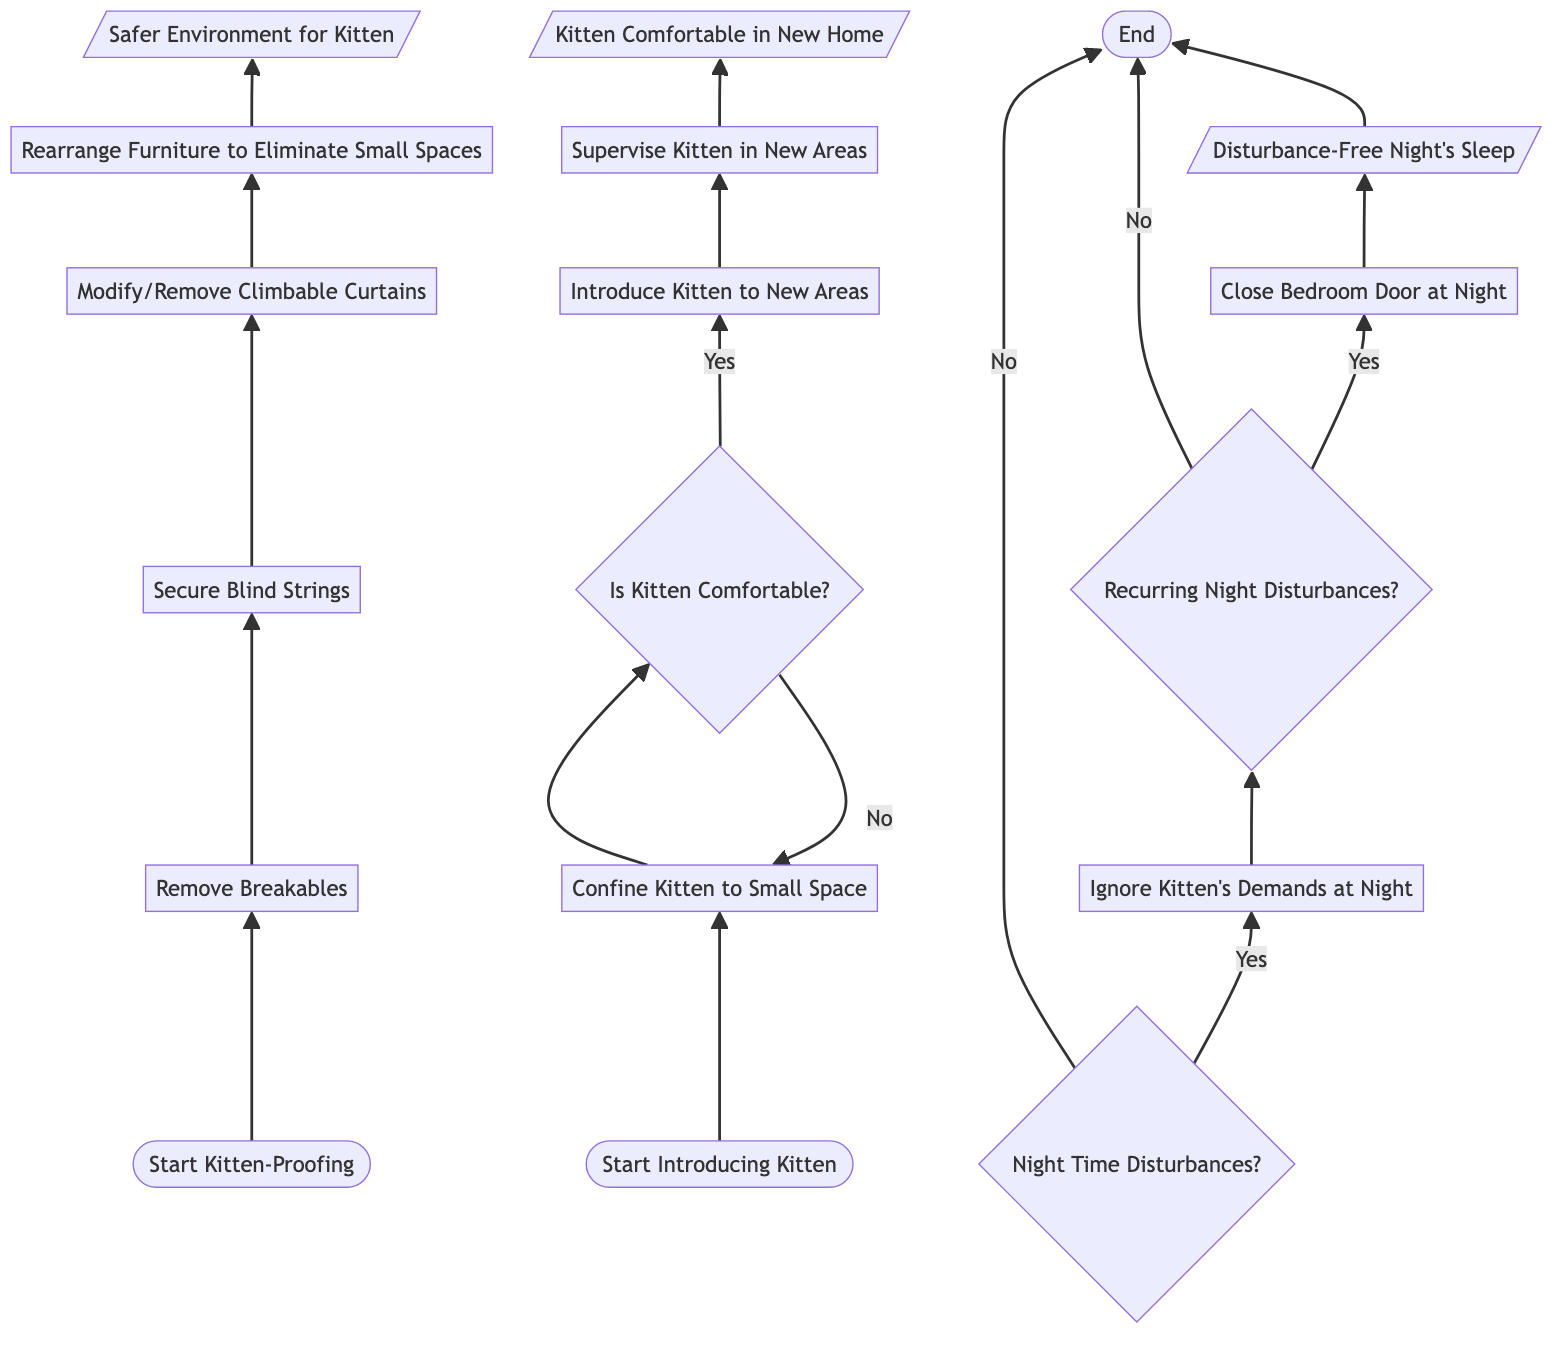 Safer Environment for Kitten
Kitten Comfortable in New Home
End
Rearrange Furniture to Eliminate Small Spaces
Supervise Kitten in New Areas
Disturbance-Free Night's Sleep
No
Modify/Remove Climbable Curtains
Introduce Kitten to New Areas
Close Bedroom Door at Night
Yes
No
Yes
Secure Blind Strings
Is Kitten Comfortable?
Recurring Night Disturbances?
No
Remove Breakables
Confine Kitten to Small Space
Ignore Kitten's Demands at Night
Yes
Start Kitten-Proofing
Start Introducing Kitten
Night Time Disturbances?